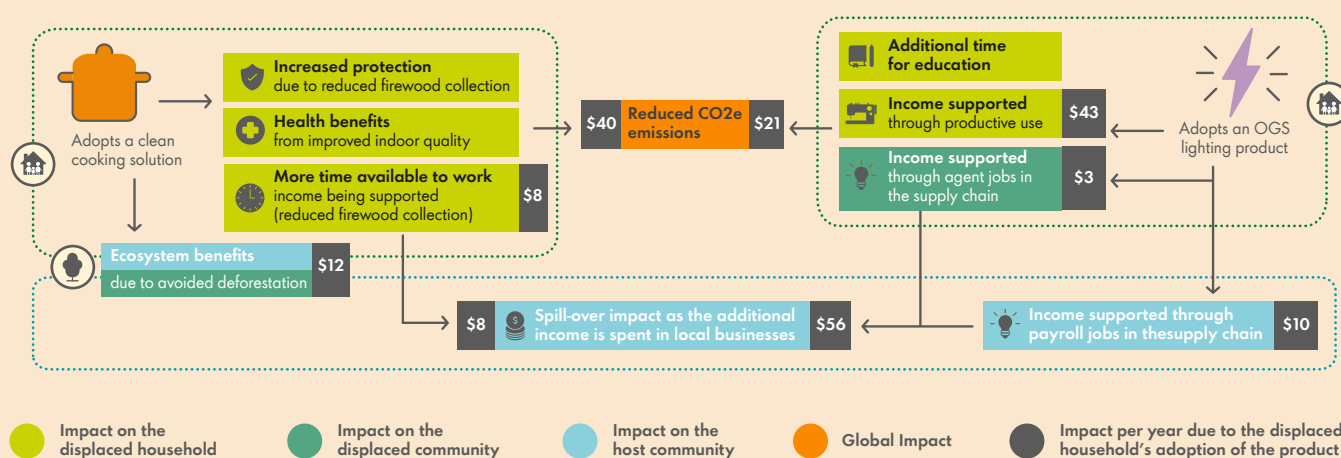 Adopts a clean
cooking solution
Increased protection
due to reduced firewood collection
Health benefits
from improved indoor quality
More time available to work
income being supported
(reduced firewood collection)
$8
Ecosystem benefits
due to avoided deforestation
$12
$40
Reduced CO2e
emissions
$21
Additional time
for education
Income supported
through productive use
$43
Income supported
through agent jobs in
the supply chain
$3
Adopts an OGS
lighting product
$8
Spill-over impact as the additional
income is spent in local businesses
$56
Income supported through
payroll jobs in thesupply chain
$10
Impact on the
displaced household
Impact on the
displaced community
Impact on the
host community
Global Impact
Impact per year due to the displaced
household's adoption of the product